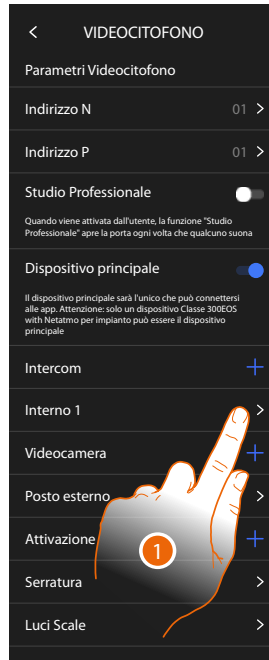 VIDEOCITOFONO
Parametri Videocitofono
Indirizzo N 01
Indirizzo P 01
Studio Professionale
Quando viene attivata dall'utente, la funzione "Studio
Professionale" apre la porta ogni volta che qualcuno suona
Dispositivo principale
Il dispositivo principale sarà l'unico che può connettersi
alle app. Attenzione: solo un dispositivo Classe 300EOS
with Netatmo per impianto può essere il dispositivo
principale
Intercom
Interno 1
Videocamera
Posto esterno
Attivazione
1
Serratura
Luci Scale